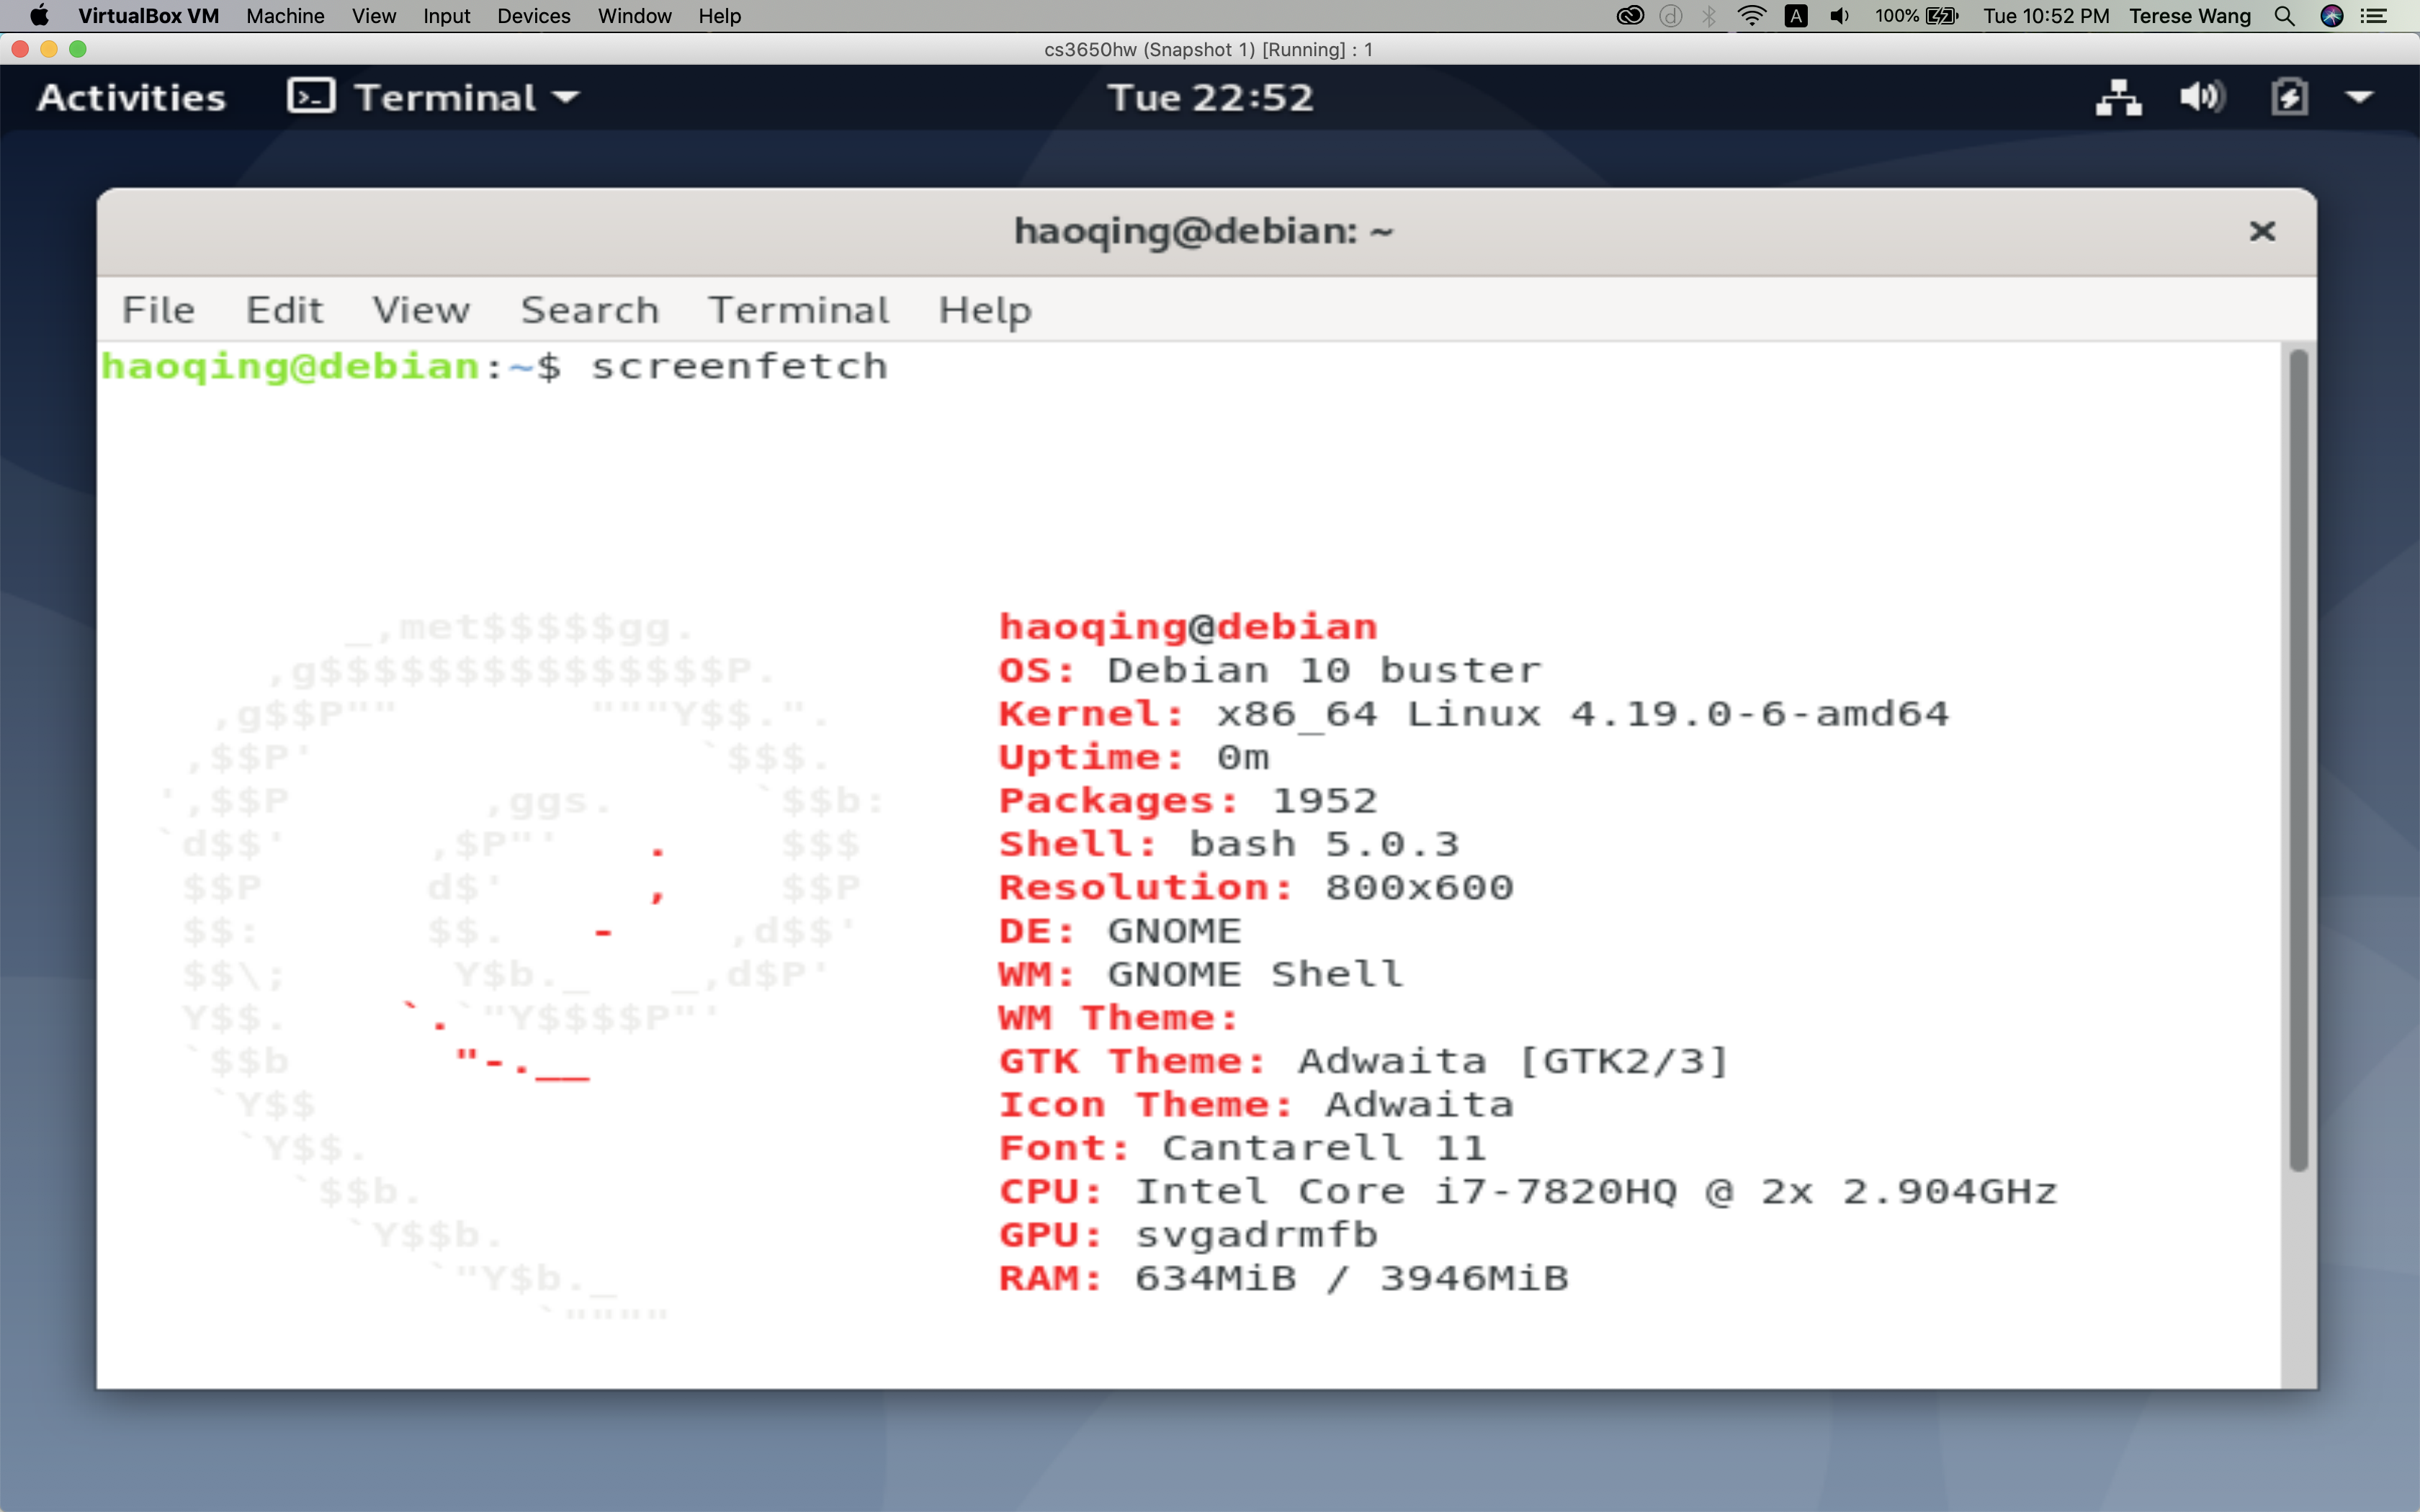 VirtualBox VM Machine View Input Devices Window Help 100% Tue 10:52 PM Terese Wang
cs3650hw (Snapshot 1) [Running] : 1
Activities Terminal Tue 22:52
haoqing@debian: ~
File Edit View Search Terminal Help
haoqing@debian:~$ screenfetch
_,met$$$$$gg. haoqing@debian
,g$$$$$$$$$$$$$$$P. OS: Debian 10 buster
,g$$P"" """Y$$.". Kernel: x86_64 Linux 4.19.0-6-amd64
,$$P' `$$$. Uptime: 0m
',$$P ,ggs. `$$b: Packages: 1952
`d$$' ,$P"' . $$$ Shell: bash 5.0.3
$$P d$' , $$P Resolution: 800x600
$$: $$. - ,d$$' DE: GNOME
$$\; Y$b._ _,d$P' WM: GNOME Shell
Y$$. `.`"Y$$$$P"' WM Theme:
`$$b "-.__ GTK Theme: Adwaita [GTK2/3]
`Y$$ Icon Theme: Adwaita
`Y$$. Font: Cantarell 11
`$$b. CPU: Intel Core i7-7820HQ @ 2x 2.904GHz
`Y$$b. GPU: svgadrmfb
`"Y$b._ RAM: 634MiB / 3946MiB
`""""